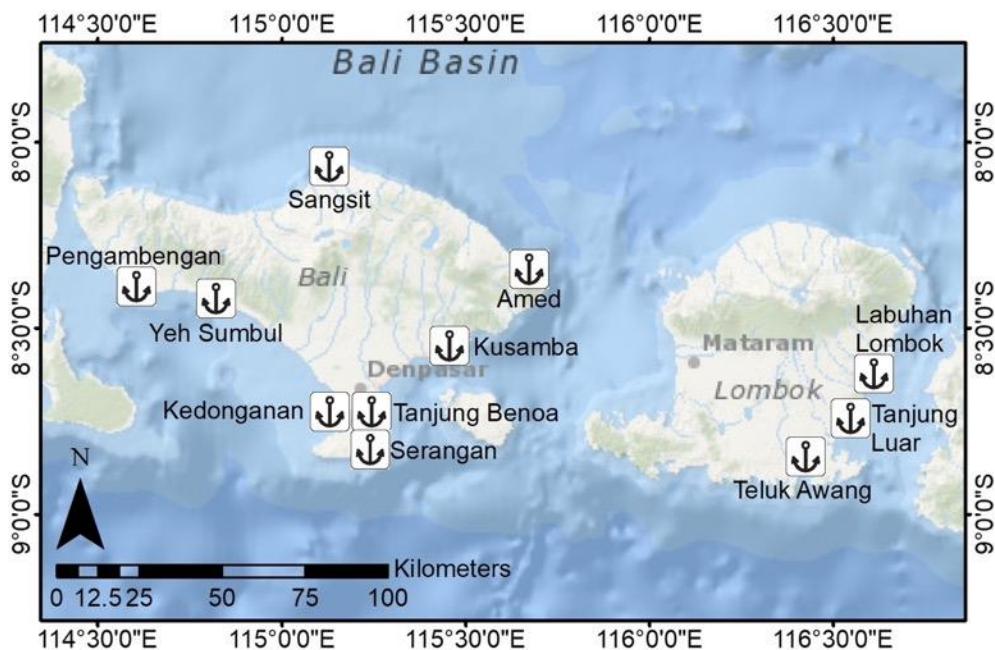 114°30'0"E 115°0'0"E 115°30'0"E 116°0'0"E 116°30'0"E
Bali Basin
8°0'0"S 8°0'0"S
Sangsit
Pengambengan
Bali
Amed
Yeh Sumbul
Labuhan
Lombok
8°30'0"S 8°30'0"S
Kusamba
Mataram
Denpasar
Lombok
Kedonganan
Tanjung Benoa
Tanjung
Luar
Serangan
Teluk Awang
N
9°0'0"S 9°0'0"S
Kilometers
0 12.5 25 50 75 100
114°30'0"E 115°0'0"E 115°30'0"E 116°0'0"E 116°30'0"E